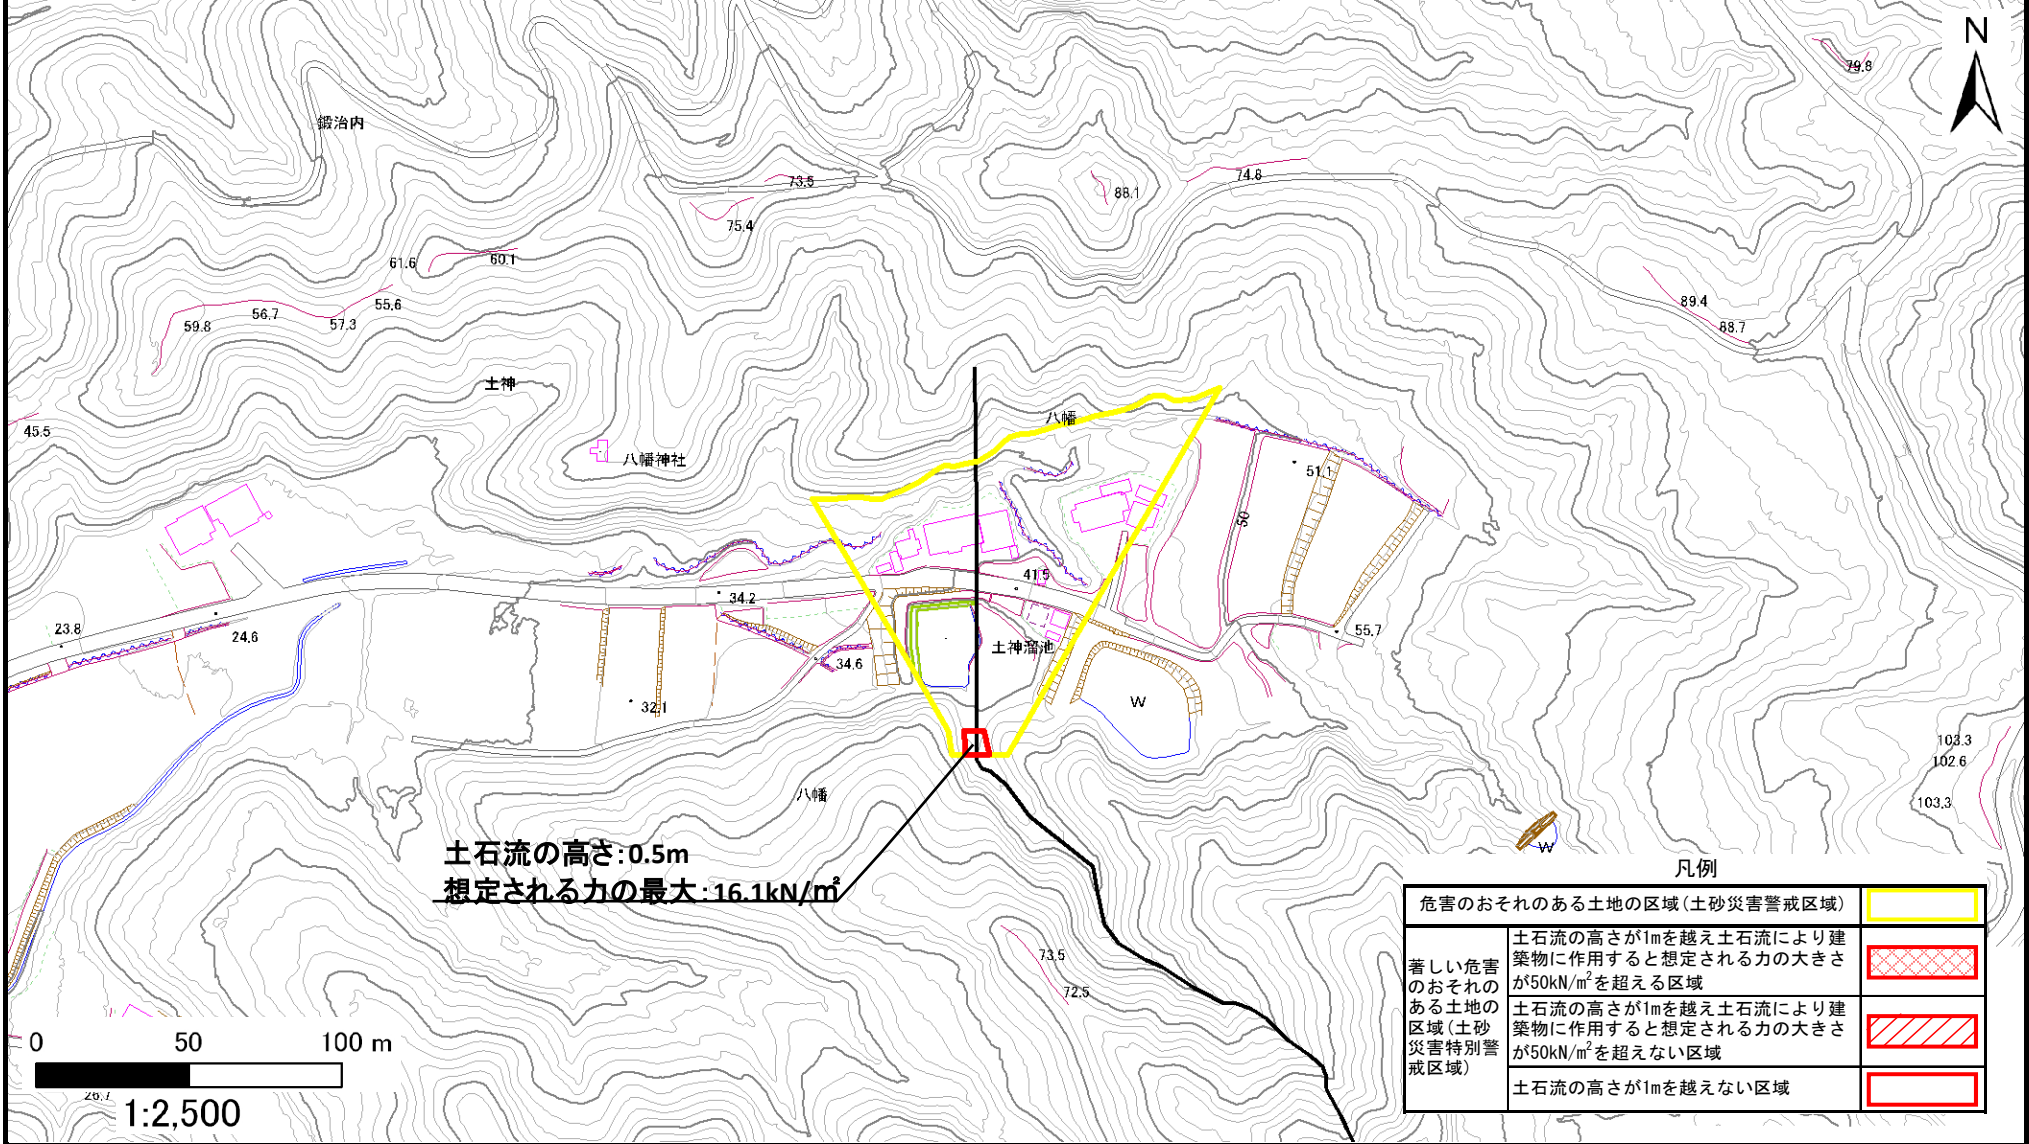 N
79.8
鍛治内
73.5
88.1
74.8
75.4
61.6
60.1
55.6
59.8
56.7
57.3
89.4
88.7
土神
八幡
45.5
八幡神社
51.1
50
41.5
34.2
23.8
24.6
55.7
土神溜池
34.6
32.1
W
103.3
102.6
103.3
八幡
W
土石流の高さ:0.5m
想定される力の最大:16.1kN/㎡
73.5
72.5
凡例
危害のおそれのある土地の区域(土砂災害警戒区域)
著しい危害
のおそれの
ある土地の
区域(土砂
災害特別警
戒区域)
土石流の高さが1mを越え土石流により建
築物に作用すると想定される力の大きさ
が50kN/m²を超える区域
土石流の高さが1mを越え土石流により建
築物に作用すると想定される力の大きさ
が50kN/m²を超えない区域
土石流の高さが1mを越えない区域
0 50 100 m
26.7
1:2,500